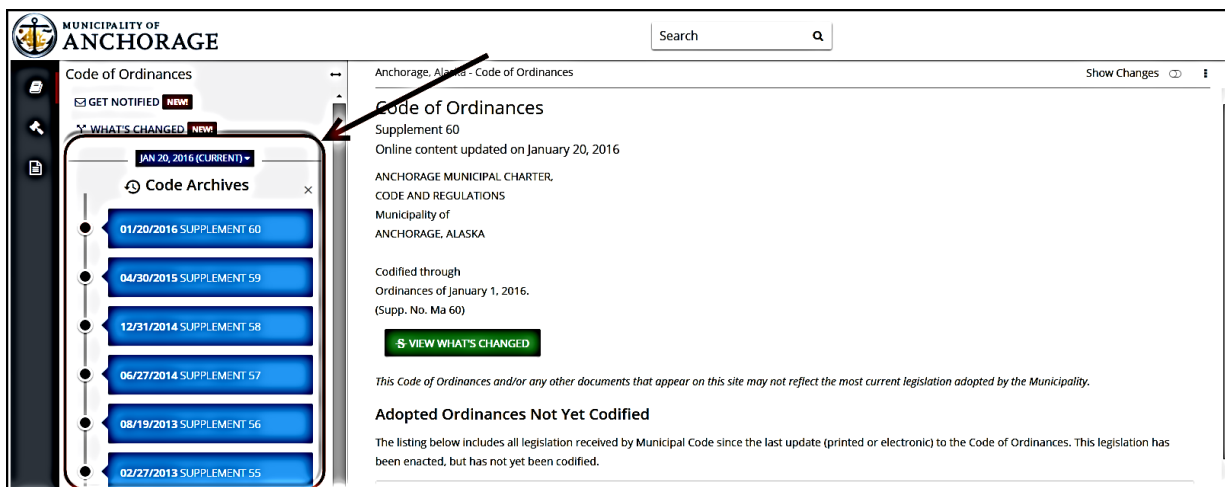 MUNICIPALITY OF
ANCHORAGE
Search
Code of Ordinances
GET NOTIFIED NEW!
WHAT'S CHANGED NEW!
JAN 20, 2016 (CURRENT)
Code Archives
01/20/2016 SUPPLEMENT 60
04/30/2015 SUPPLEMENT 59
12/31/2014 SUPPLEMENT 58
06/27/2014 SUPPLEMENT 57
08/19/2013 SUPPLEMENT 56
02/27/2013 SUPPLEMENT 55
Anchorage, Alaska - Code of Ordinances
Show Changes
Code of Ordinances
Supplement 60
Online content updated on January 20, 2016
ANCHORAGE MUNICIPAL CHARTER,
CODE AND REGULATIONS
Municipality of
ANCHORAGE, ALASKA
Codified through
Ordinances of January 1, 2016.
(Supp. No. Ma 60)
VIEW WHAT'S CHANGED
This Code of Ordinances and/or any other documents that appear on this site may not reflect the most current legislation adopted by the Municipality.
Adopted Ordinances Not Yet Codified
The listing below includes all legislation received by Municipal Code since the last update (printed or electronic) to the Code of Ordinances. This legislation has
been enacted, but has not yet been codified.